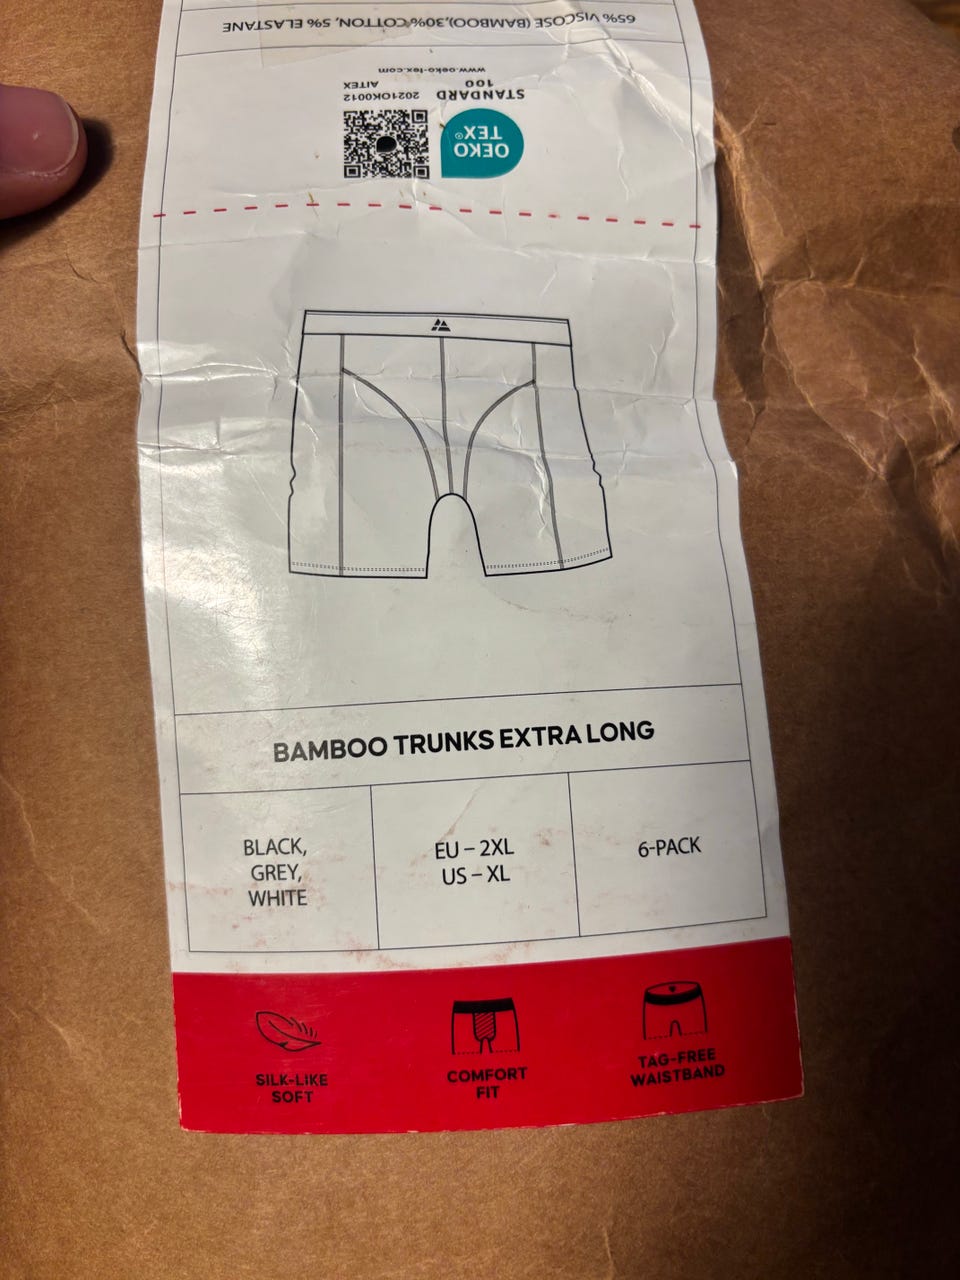 65% VISCOSE (BAMBOO),30% COTTON, 5% ELASTANE
OEKO
TEX®
STANDARD
100
2021OK0012
AITEX
www.oeko-tex.com
BAMBOO TRUNKS EXTRA LONG
BLACK,
GREY,
WHITE
EU – 2XL
US – XL
6-PACK
SILK-LIKE
SOFT
COMFORT
FIT
TAG-FREE
WAISTBAND